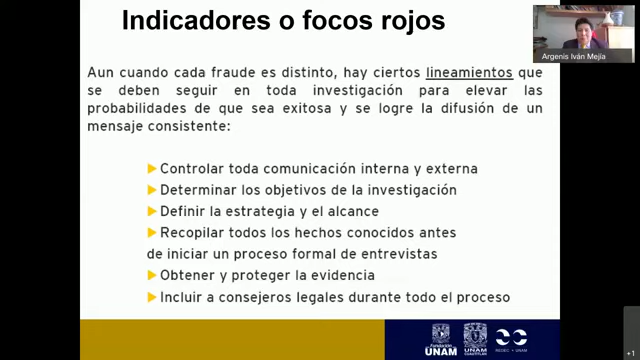 Indicadores o focos rojos
Argenis Iván Mejía
Aun cuando cada fraude es distinto, hay ciertos lineamientos que
se deben seguir en toda investigación para elevar las
probabilidades de que sea exitosa y se logre la difusión de un
mensaje consistente:
Controlar toda comunicación interna y externa
Determinar los objetivos de la investigación
Definir la estrategia y el alcance
Recopilar todos los hechos conocidos antes
de iniciar un proceso formal de entrevistas
Obtener y proteger la evidencia
Incluir a consejeros legales durante todo el proceso
Fundación
UNAM
UNAM
CUAUTITLÁN
UNAM
+1